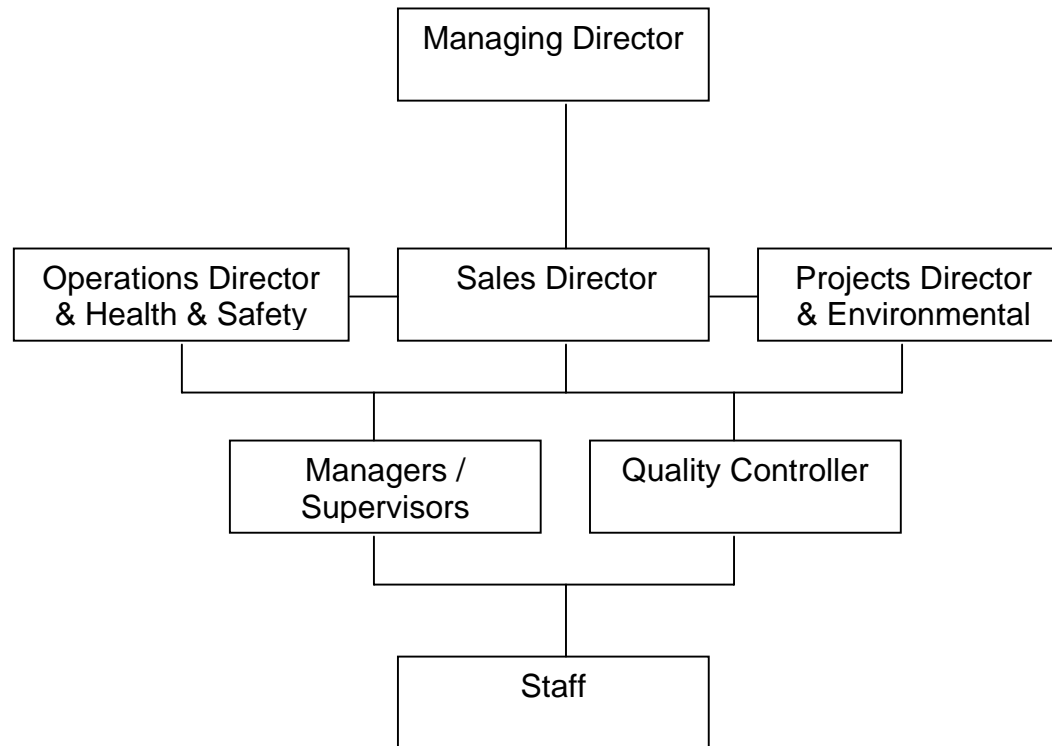 Managing Director
Operations Director
& Health & Safety
Sales Director
Projects Director
& Environmental
Managers /
Supervisors
Quality Controller
Staff